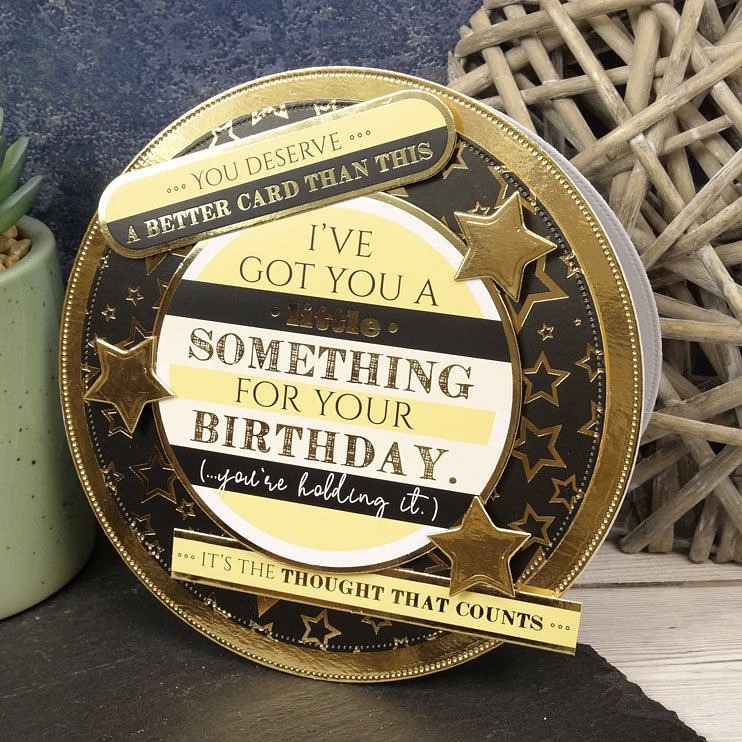 °°° YOU DESERVE °°°
A BETTER CARD THAN THIS
I'VE
GOT YOU A
• little •
SOMETHING
FOR YOUR
BIRTHDAY.
(...you're holding it.)
°°° IT'S THE THOUGHT THAT COUNTS °°°